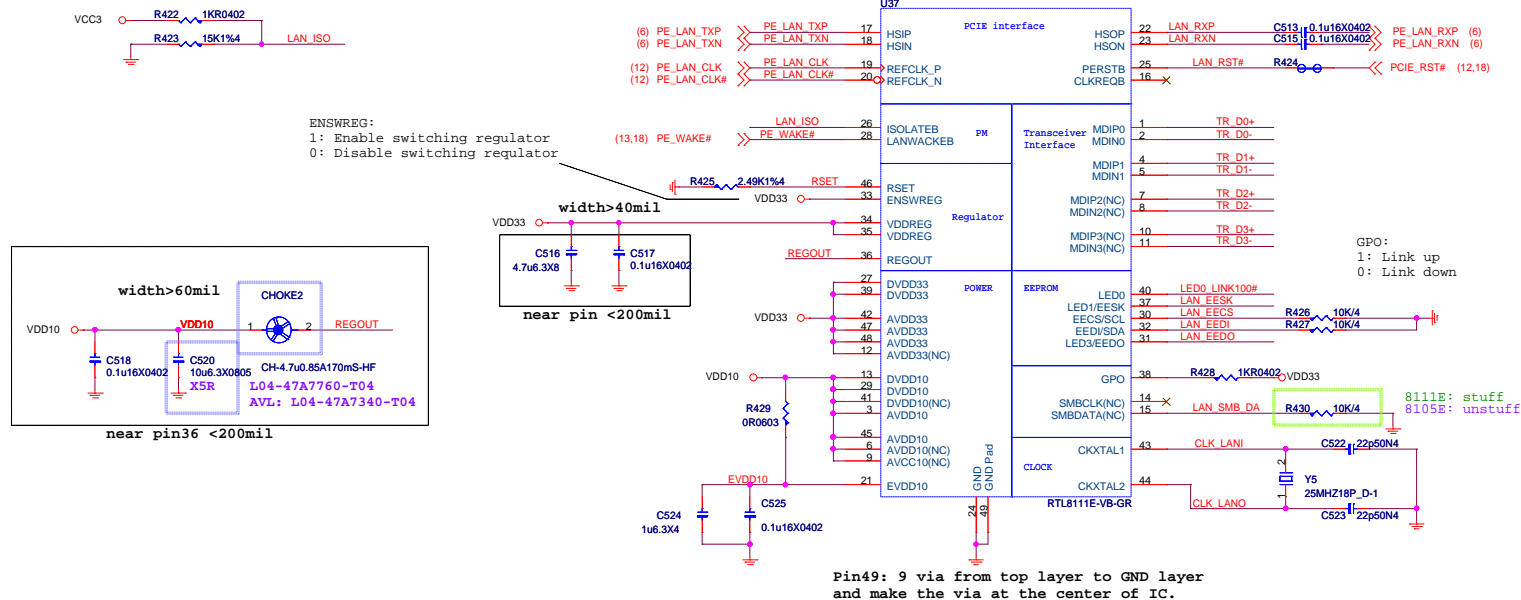 VCC3
R422 1KR0402
R423 15K1%4
LAN_ISO
ENSWREG:
1: Enable switching regulator
0: Disable switching regulator
width>40mil
VDD33
C516
4.7u6.3X8
C517
0.1u16X0402
near pin <200mil
width>60mil
VDD10
VDD10
CHOKE2
1
2
REGOUT
C518
0.1u16X0402
C520
10u6.3X0805
X5R
CH-4.7u0.85A170mS-HF
L04-47A7760-T04
AVL: L04-47A7340-T04
near pin36 <200mil
U37
PCIE interface
(6) PE_LAN_TXP PE_LAN_TXP 17 HSIP
(6) PE_LAN_TXN PE_LAN_TXN 18 HSIN
(12) PE_LAN_CLK PE_LAN_CLK 19 REFCLK_P
(12) PE_LAN_CLK# PE_LAN_CLK# 20 REFCLK_N
LAN_ISO 26 ISOLATEB
(13,18) PE_WAKE# PE_WAKE# 28 LANWACKEB
PM
R425 2.49K1%4 RSET 46 RSET
VDD33 33 ENSWREG
34 VDDREG
35 VDDREG
Regulator
REGOUT 36 REGOUT
27 DVDD33
39 DVDD33
POWER
VDD33 42 AVDD33
47 AVDD33
48 AVDD33
12 AVDD33(NC)
VDD10 13 DVDD10
29 DVDD10
41 DVDD10(NC)
3 AVDD10
R429
0R0603
45 AVDD10
6 AVDD10(NC)
9 AVCC10(NC)
EVDD10 21 EVDD10
C524
1u6.3X4
C525
0.1u16X0402
GND
GND Pad
24
49
HSOP 22 LAN_RXP C513 0.1u16X0402 PE_LAN_RXP (6)
HSON 23 LAN_RXN C515 0.1u16X0402 PE_LAN_RXN (6)
PERSTB 25 LAN_RST# R424 PCIE_RST# (12,18)
CLKREQB 16
Transceiver
Interface
MDIP0 1 TR_D0+
MDIN0 2 TR_D0-
MDIP1 4 TR_D1+
MDIN1 5 TR_D1-
MDIP2(NC) 7 TR_D2+
MDIN2(NC) 8 TR_D2-
MDIP3(NC) 10 TR_D3+
MDIN3(NC) 11 TR_D3-
GPO:
1: Link up
0: Link down
EEPROM
LED0 40 LED0_LINK100#
LED1/EESK 37 LAN_EESK
EECS/SCL 30 LAN_EECS R426 10K/4
EEDI/SDA 32 LAN_EEDI R427 10K/4
LED3/EEDO 31 LAN_EEDO
GPO 38 R428 1KR0402 VDD33
SMBCLK(NC) 14
SMBDATA(NC) 15 LAN_SMB_DA R430 10K/4
8111E: stuff
8105E: unstuff
CLOCK
CKXTAL1 43 CLK_LANI C522 22p50N4
2
Y5
25MHZ18P_D-1
1
CKXTAL2 44 CLK_LANO C523 22p50N4
RTL8111E-VB-GR
Pin49: 9 via from top layer to GND layer
and make the via at the center of IC.